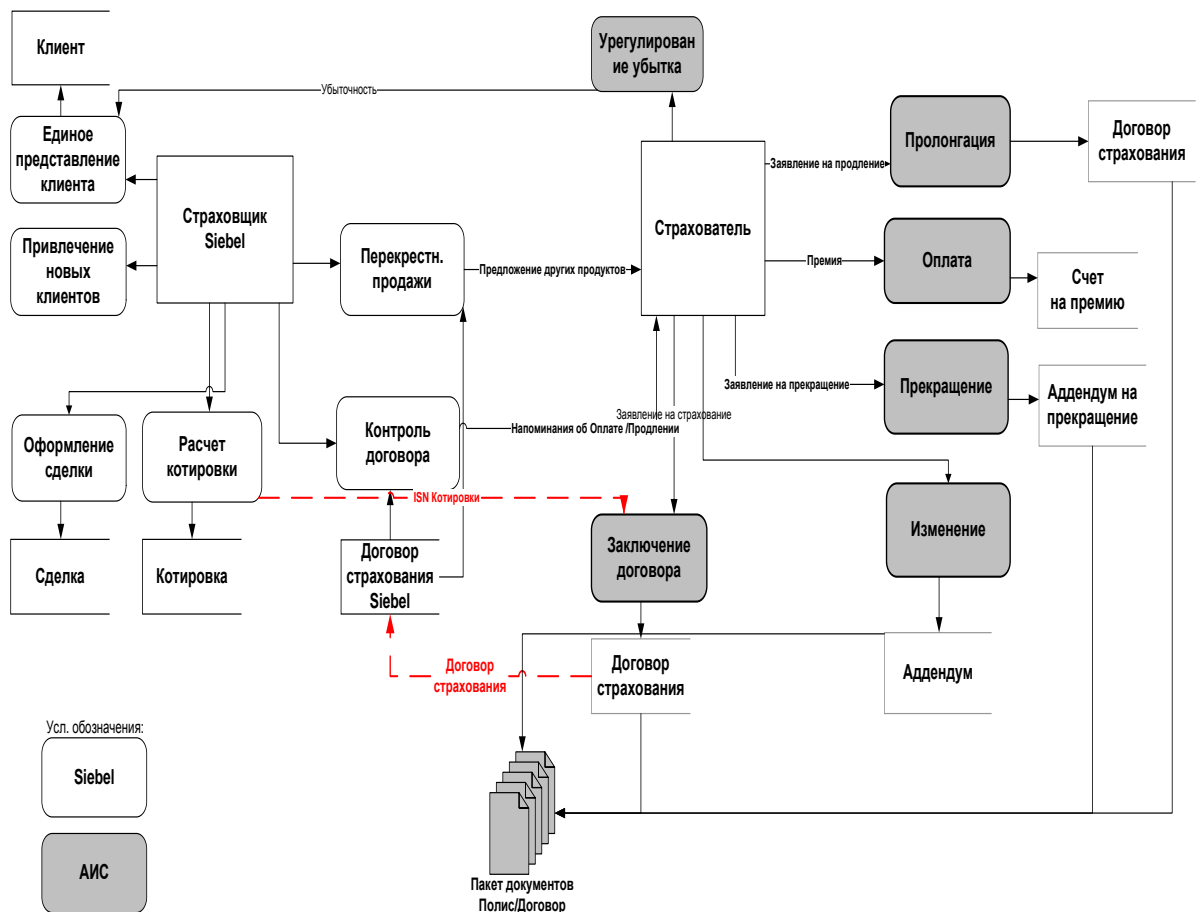 Клиент
Урегулирован
ие убытка
Убыточность
Единое
представление
клиента
Пролонгация
Договор
страхования
Заявление на продление
Страховщик
Siebel
Страхователь
Привлечение
новых
клиентов
Перекрестн.
продажи
Предложение других продуктов
Премия
Оплата
Счет
на премию
Заявление на прекращение
Прекращение
Аддендум на
прекращение
Заявление на страхование
Напоминания об Оплате /Продлении
Оформление
сделки
Расчет
котировки
Контроль
договора
ISN Котировки
Заключение
договора
Изменение
Сделка
Котировка
Договор
страхования
Siebel
Договор
страхования
Договор
страхования
Аддендум
Усл. обозначения:
Siebel
АИС
Пакет документов
Полис/Договор